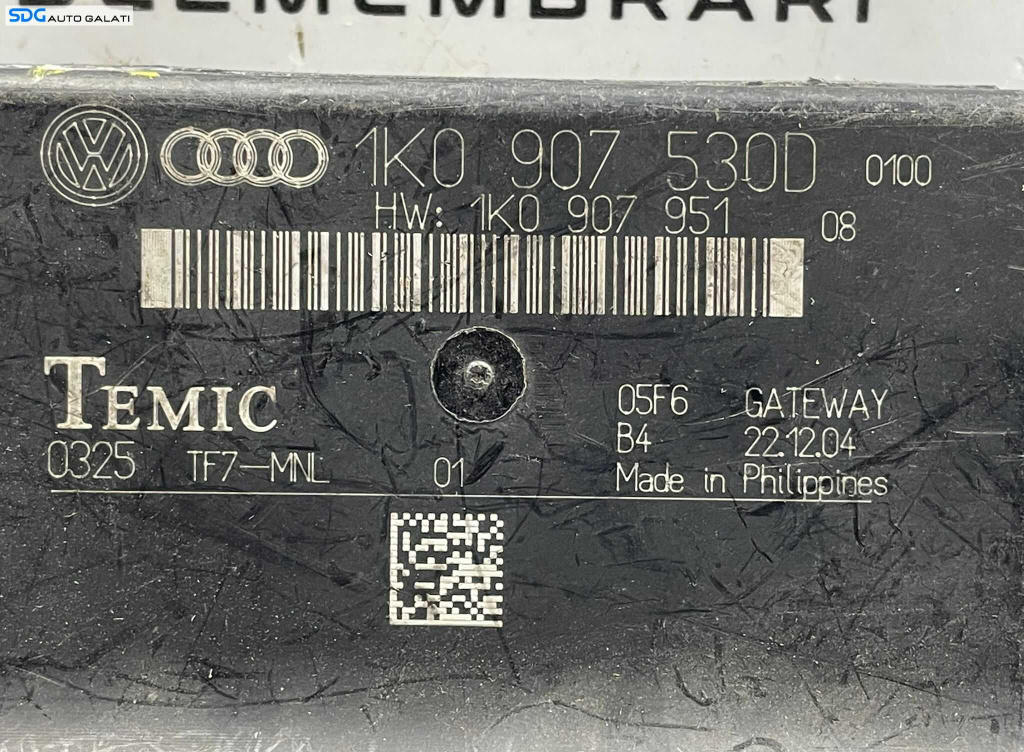 DEZMEMBRARI
SDG AUTO GALATI
1K0 907 530D 0100
HW: 1K0 907 951 08
TEMIC
05F6 GATEWAY
B4 22.12.04
0325 TF7-MNL 01
Made in Philippines